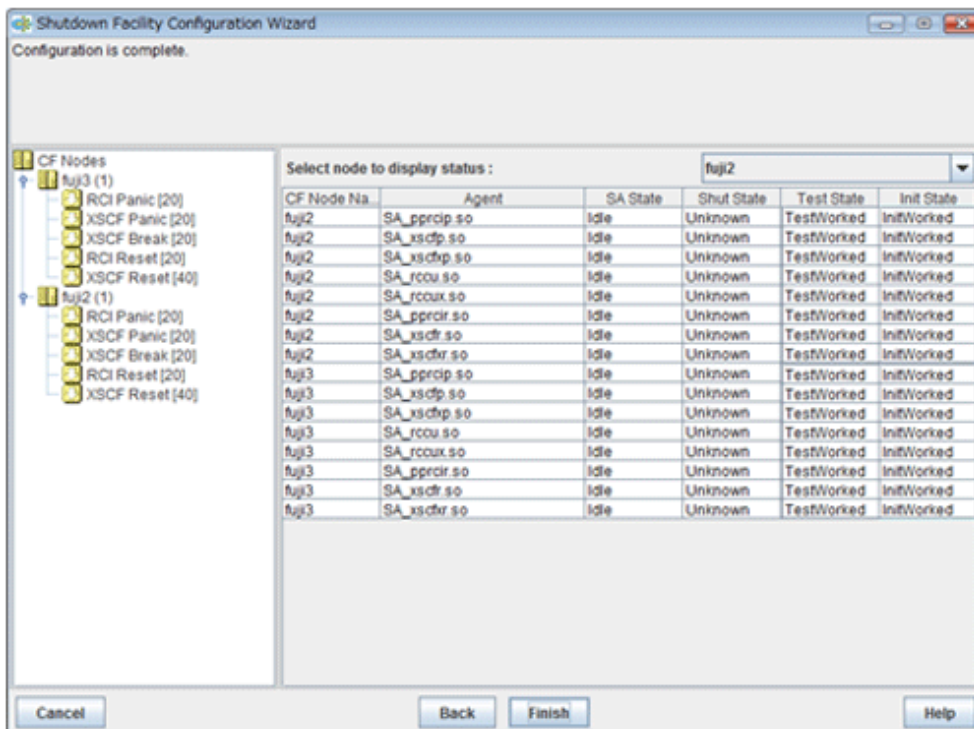 Shutdown Facility Configuration Wizard
Configuration is complete.
CF Nodes
fuji3 (1)
RCI Panic [20]
XSCF Panic [20]
XSCF Break [20]
RCI Reset [20]
XSCF Reset [40]
fuji2 (1)
RCI Panic [20]
XSCF Panic [20]
XSCF Break [20]
RCI Reset [20]
XSCF Reset [40]
Select node to display status : fuji2
CF Node Na... Agent SA State Shut State Test State Init State
fuji2 SA_pprcip.so Idle Unknown TestWorked InitWorked
fuji2 SA_xscfp.so Idle Unknown TestWorked InitWorked
fuji2 SA_xscfxp.so Idle Unknown TestWorked InitWorked
fuji2 SA_rccu.so Idle Unknown TestWorked InitWorked
fuji2 SA_rccux.so Idle Unknown TestWorked InitWorked
fuji2 SA_pprcir.so Idle Unknown TestWorked InitWorked
fuji2 SA_xscfr.so Idle Unknown TestWorked InitWorked
fuji2 SA_xscfxr.so Idle Unknown TestWorked InitWorked
fuji3 SA_pprcip.so Idle Unknown TestWorked InitWorked
fuji3 SA_xscfp.so Idle Unknown TestWorked InitWorked
fuji3 SA_xscfxp.so Idle Unknown TestWorked InitWorked
fuji3 SA_rccu.so Idle Unknown TestWorked InitWorked
fuji3 SA_rccux.so Idle Unknown TestWorked InitWorked
fuji3 SA_pprcir.so Idle Unknown TestWorked InitWorked
fuji3 SA_xscfr.so Idle Unknown TestWorked InitWorked
fuji3 SA_xscfxr.so Idle Unknown TestWorked InitWorked
Cancel Back Finish Help